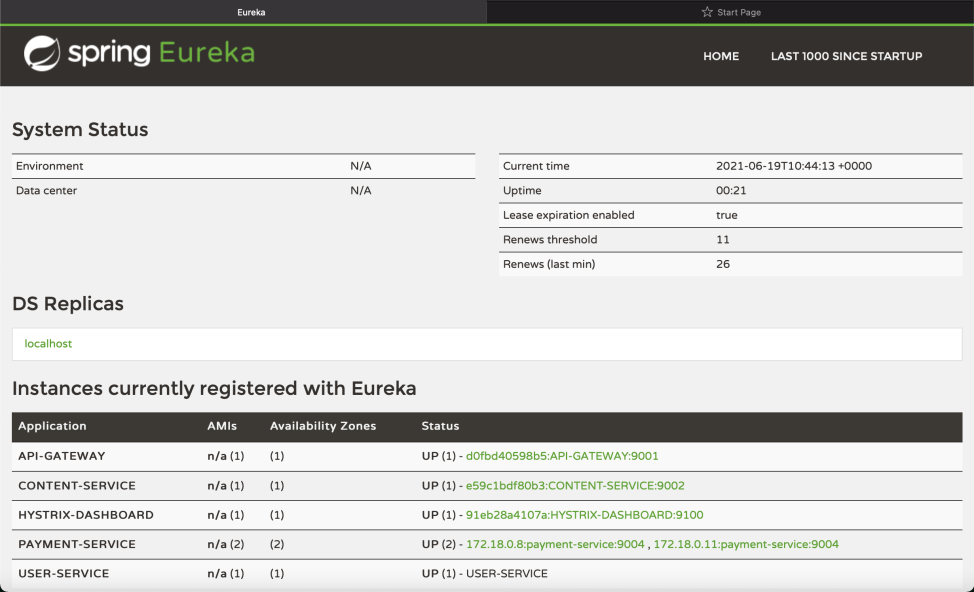 Eureka
Start Page
spring Eureka
HOME LAST 1000 SINCE STARTUP
System Status
Environment N/A
Data center N/A
Current time 2021-06-19T10:44:13 +0000
Uptime 00:21
Lease expiration enabled true
Renews threshold 11
Renews (last min) 26
DS Replicas
localhost
Instances currently registered with Eureka
Application AMIs Availability Zones Status
API-GATEWAY n/a (1) (1) UP (1) - d0fbd40598b5:API-GATEWAY:9001
CONTENT-SERVICE n/a (1) (1) UP (1) - e59c1bdf80b3:CONTENT-SERVICE:9002
HYSTRIX-DASHBOARD n/a (1) (1) UP (1) - 91eb28a4107a:HYSTRIX-DASHBOARD:9100
PAYMENT-SERVICE n/a (2) (2) UP (2) - 172.18.0.8:payment-service:9004 , 172.18.0.11:payment-service:9004
USER-SERVICE n/a (1) (1) UP (1) - USER-SERVICE